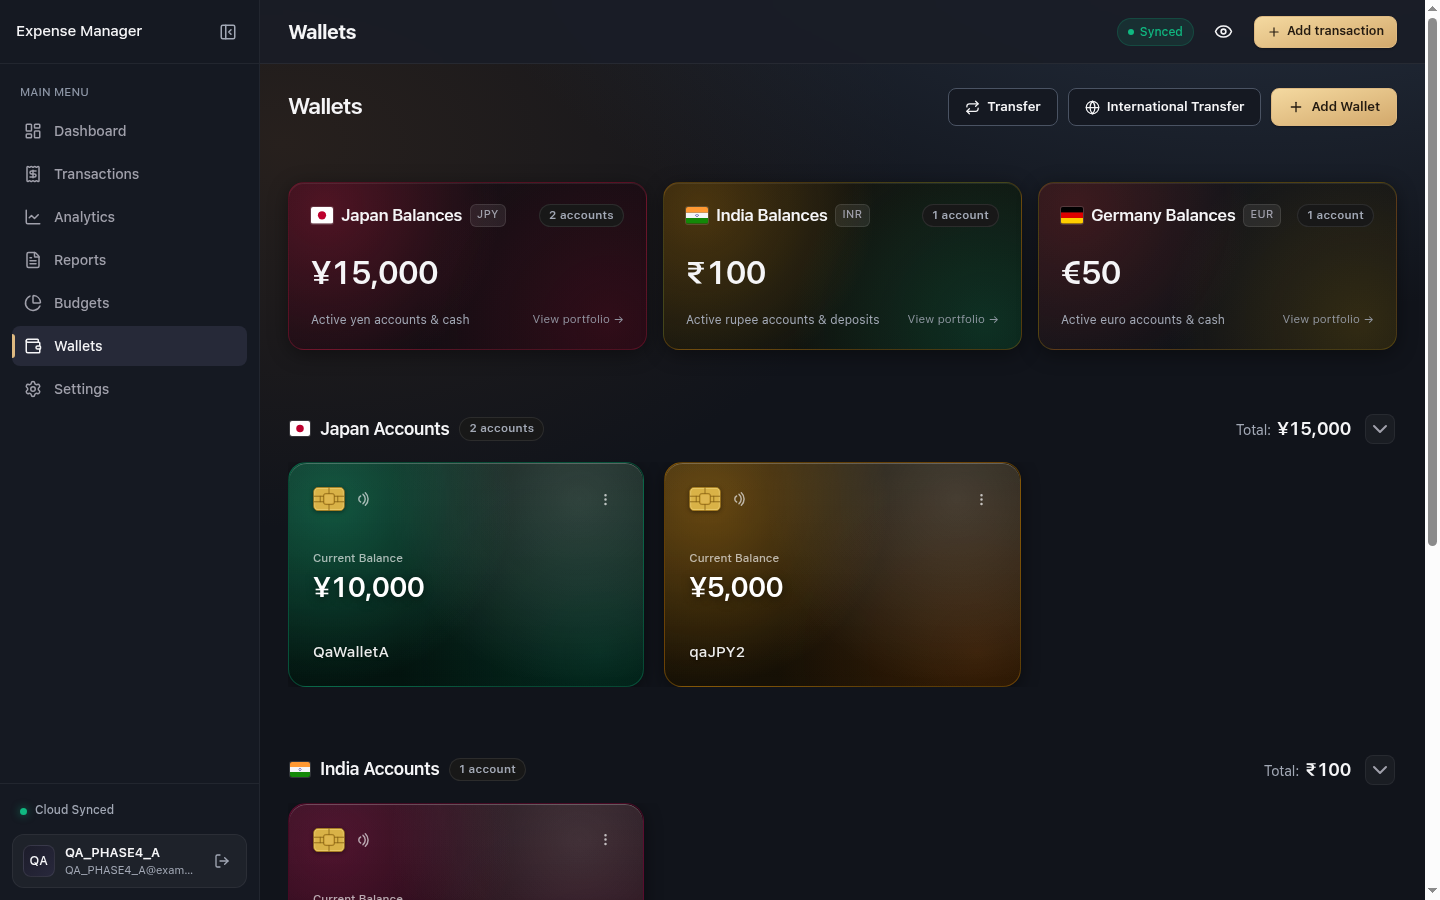 Expense Manager
Wallets
Synced
Add transaction
MAIN MENU
Dashboard
Transactions
Analytics
Reports
Budgets
Wallets
Settings
Cloud Synced
QA
QA_PHASE4_A
QA_PHASE4_A@exam...
Wallets
Transfer
International Transfer
Add Wallet
Japan Balances JPY 2 accounts
¥15,000
Active yen accounts & cash View portfolio →
India Balances INR 1 account
₹100
Active rupee accounts & deposits View portfolio →
Germany Balances EUR 1 account
€50
Active euro accounts & cash View portfolio →
Japan Accounts 2 accounts Total: ¥15,000
Current Balance
¥10,000
QaWalletA
Current Balance
¥5,000
qaJPY2
India Accounts 1 account Total: ₹100
Current Balance